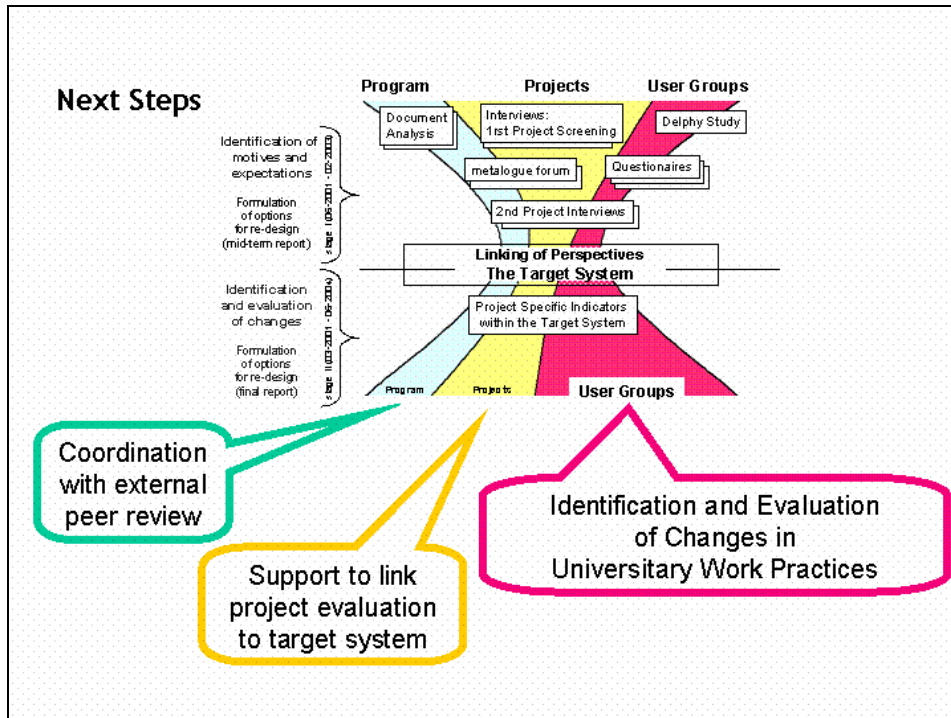 Next Steps
Program
Projects
User Groups
Document
Analysis
Interviews:
1rst Project Screening
Delphy Study
metalogue forum
Questionaires
2nd Project Interviews
Identification of
motives and
expectations
Formulation
of options
for re-design
(mid-term report)
Linking of Perspectives
The Target System
Identification
and evaluation
of changes
Formulation
of options
for re-design
(final report)
Project Specific Indicators
within the Target System
Program
Projects
User Groups
Coordination
with external
peer review
Support to link
project evaluation
to target system
Identification and Evaluation
of Changes in
Universitary Work Practices